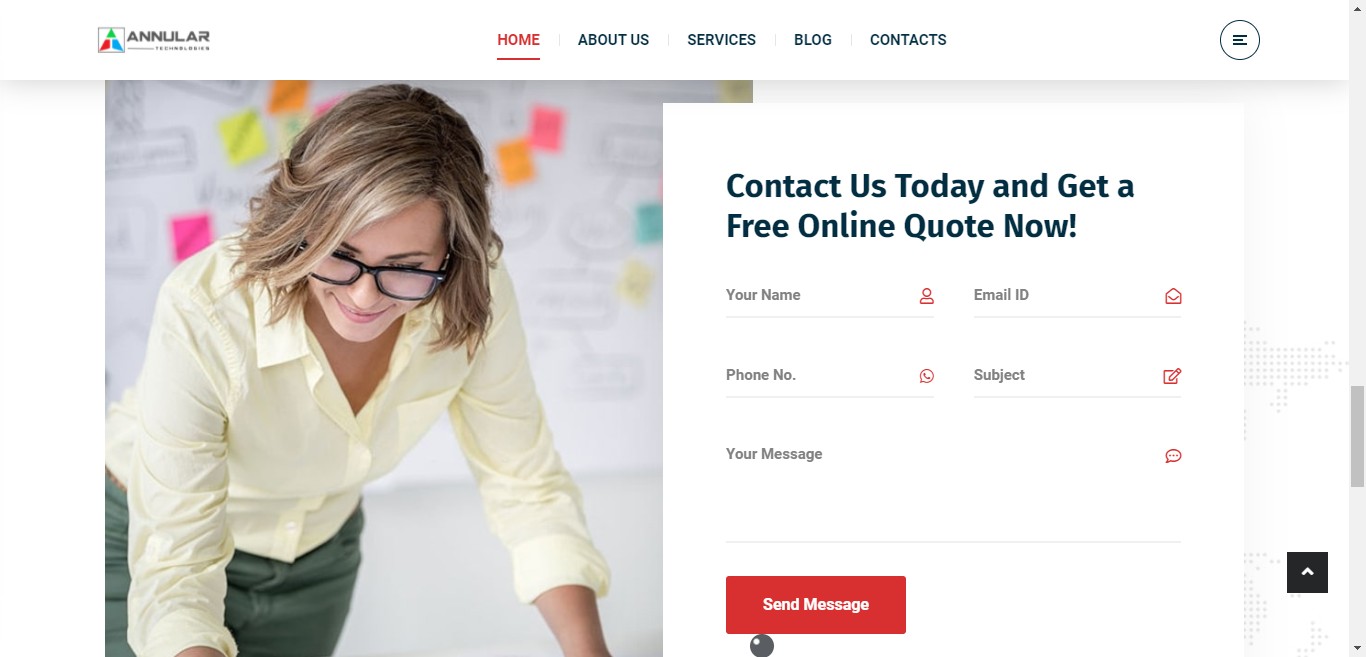 ANNULAR
TECHNOLOGIES
HOME
ABOUT US
SERVICES
BLOG
CONTACTS
Contact Us Today and Get a
Free Online Quote Now!
Your Name
Email ID
Phone No.
Subject
Your Message
Send Message